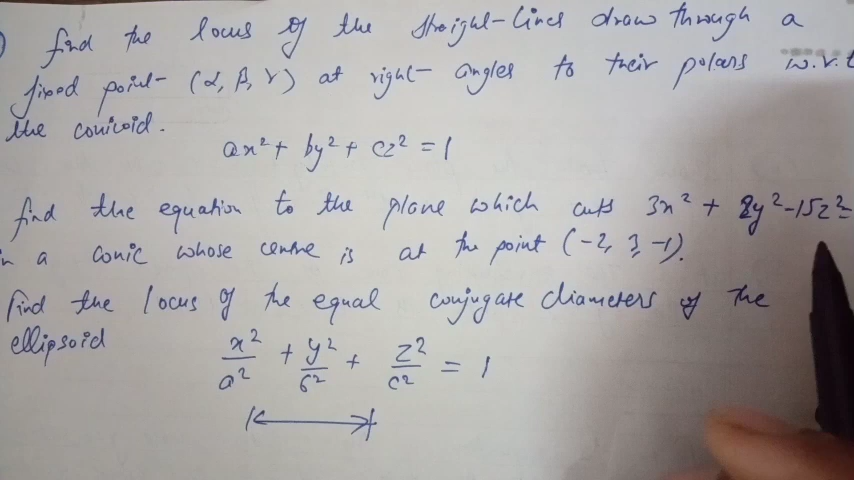 ) find the locus of the straight-lines draw through a
fixed point- (α, β, γ) at right- angles to their polars w.r.t
the conicoid.
ax² + by² + cz² = 1
find the equation to the plane which cuts 3x² + 2y² - 15z² =
in a conic whose centre is at the point (-2, 3, -1).
Find the locus of the equal conjugate diameters of the
ellipsoid
x²/a² + y²/b² + z²/c² = 1